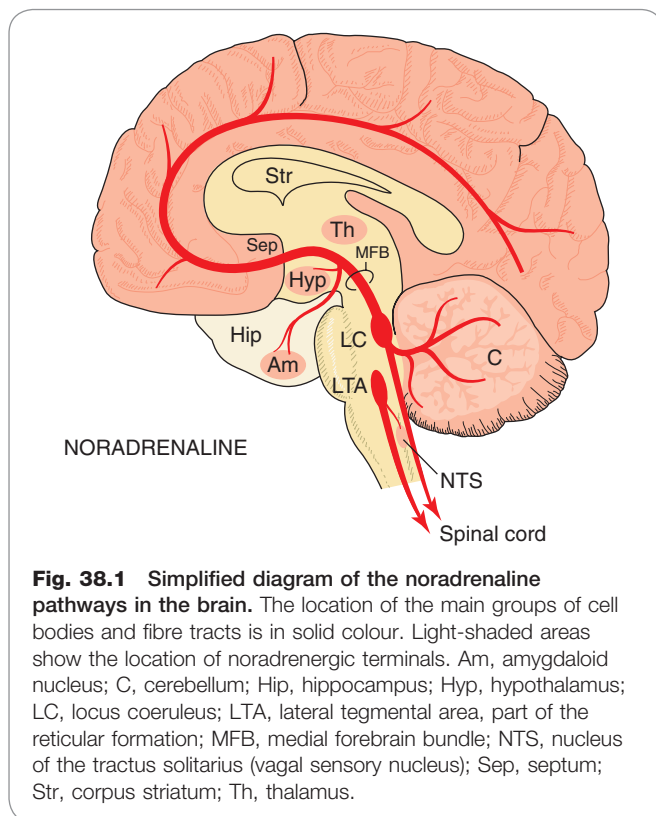 Str
Th
Sep
MFB
Hyp
Hip
LC
Am
C
LTA
NORADRENALINE
NTS
Spinal cord
Fig. 38.1 Simplified diagram of the noradrenaline
pathways in the brain. The location of the main groups of cell
bodies and fibre tracts is in solid colour. Light-shaded areas
show the location of noradrenergic terminals. Am, amygdaloid
nucleus; C, cerebellum; Hip, hippocampus; Hyp, hypothalamus;
LC, locus coeruleus; LTA, lateral tegmental area, part of the
reticular formation; MFB, medial forebrain bundle; NTS, nucleus
of the tractus solitarius (vagal sensory nucleus); Sep, septum;
Str, corpus striatum; Th, thalamus.